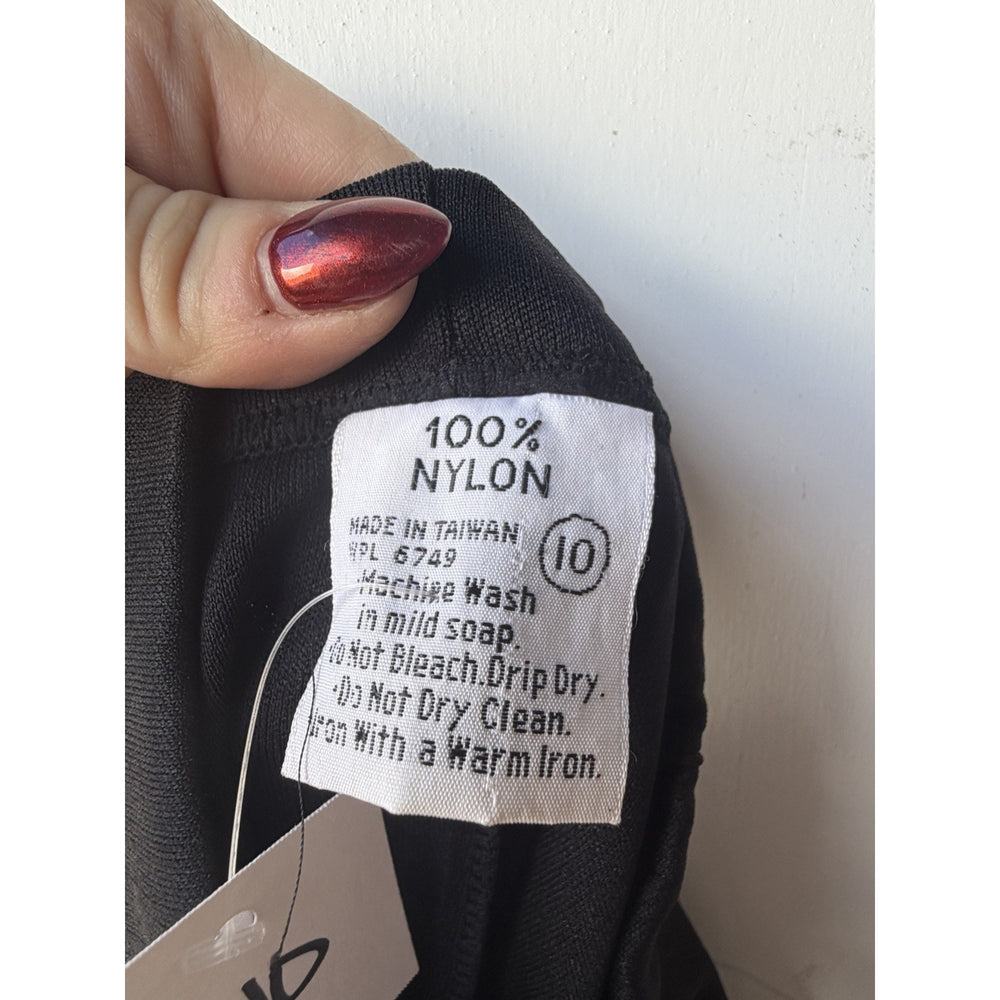 100%
NYLON
MADE IN TAIWAN
WPL 6749
10
Machine Wash
in mild soap.
Do Not Bleach. Drip Dry.
Do Not Dry Clean.
Iron With a Warm Iron.